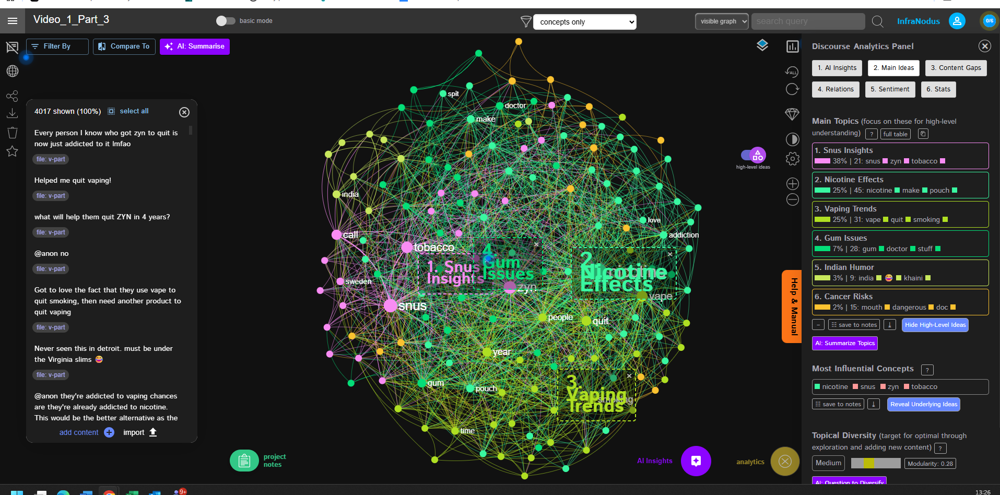 Video_1_Part_3
basic mode
concepts only
visible graph
search query
InfraNodus
0/6
Filter By
Compare To
AI: Summarise
4017 shown (100%)
select all
Every person I know who got zyn to quit is
now just addicted to it lmfao
file: v-part
Helped me quit vaping!
file: v-part
what will help them quit ZYN in 4 years?
file: v-part
@anon no
file: v-part
Got to love the fact that they use vape to
quit smoking, then need another product to
quit vaping
file: v-part
Never seen this in detroit. must be under
the Virginia slims 😂
file: v-part
@anon they're addicted to vaping chances
are they're already addicted to nicotine.
This would be the better alternative as the
add content
import
spit
doctor
make
india
love
call
addiction
tobacco
4.
Gum
Issues
1. Snus
Insights
2.
Nicotine
Effects
sweden
zyn
vape
snus
people
quit
year
gum
pouch
3.
Vaping
Trends
smoking
time
project
notes
AI Insights
analytics
ALL
high-level ideas
Help & Manual
Discourse Analytics Panel
1. AI Insights
2. Main Ideas
3. Content Gaps
4. Relations
5. Sentiment
6. Stats
Main Topics (focus on these for high-level
understanding) ? full table
1. Snus Insights
38% | 21: snus zyn tobacco
2. Nicotine Effects
25% | 45: nicotine make pouch
3. Vaping Trends
25% | 31: vape quit smoking
4. Gum Issues
7% | 28: gum doctor stuff
5. Indian Humor
3% | 9: india 😂 khaini
6. Cancer Risks
2% | 15: mouth dangerous doc
save to notes
Hide High-Level Ideas
AI: Summarize Topics
Most Influential Concepts ?
nicotine snus zyn tobacco
save to notes
Reveal Underlying Ideas
Topical Diversity (target for optimal through
exploration and adding new content) ?
Medium
Modularity: 0.28
AI: Question to Diversify
9+
13:26